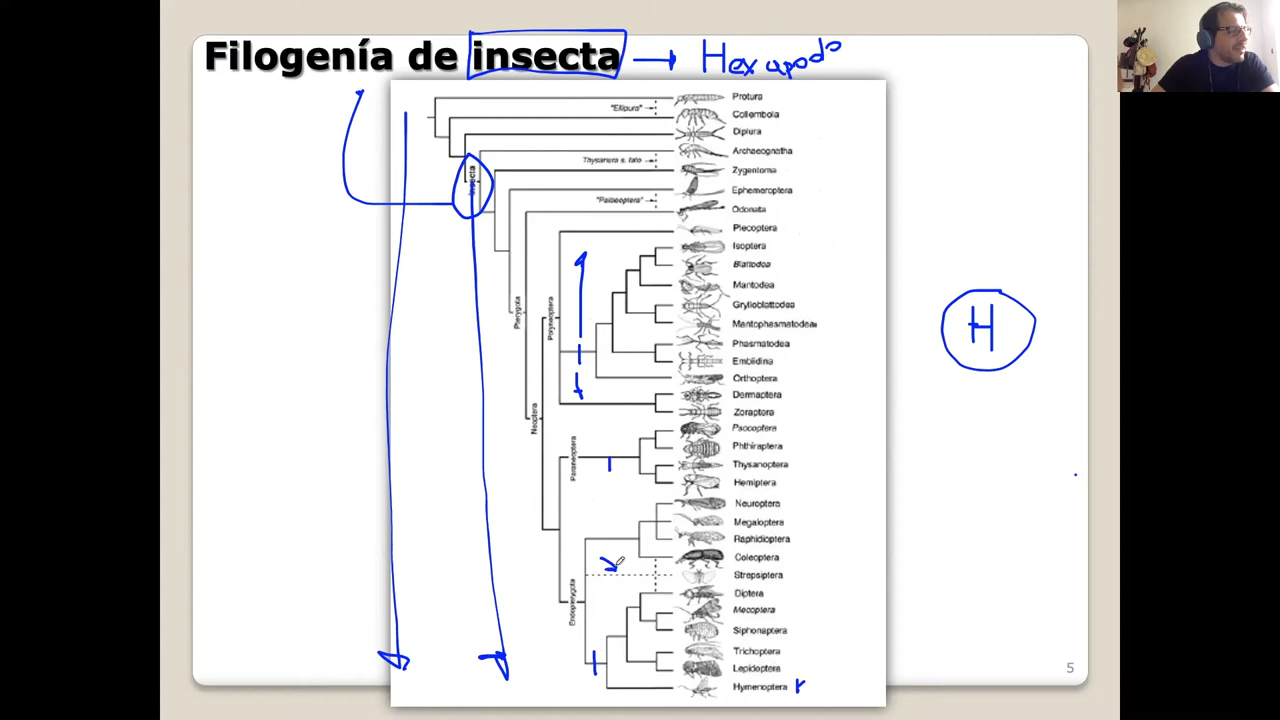 Filogenía de insecta → Hexapodo
Protura
"Ellipura"
Collembola
Diplura
Archaeognatha
Thysanura s. lato
Insecta
Zygentoma
Ephemeroptera
"Palaeoptera"
Odonata
Plecoptera
Isoptera
Blattodea
Mantodea
Grylloblattodea
Pterygota
Polyneoptera
Mantophasmatodea
H
Phasmatodea
Embiidina
Orthoptera
Dermaptera
Zoraptera
Neoptera
Psocoptera
Paraneoptera
Phthiraptera
Thysanoptera
Hemiptera
Neuroptera
Megaloptera
Raphidioptera
Coleoptera
Strepsiptera
Endopterygota
Diptera
Mecoptera
Siphonaptera
Trichoptera
Lepidoptera
Hymenoptera
5